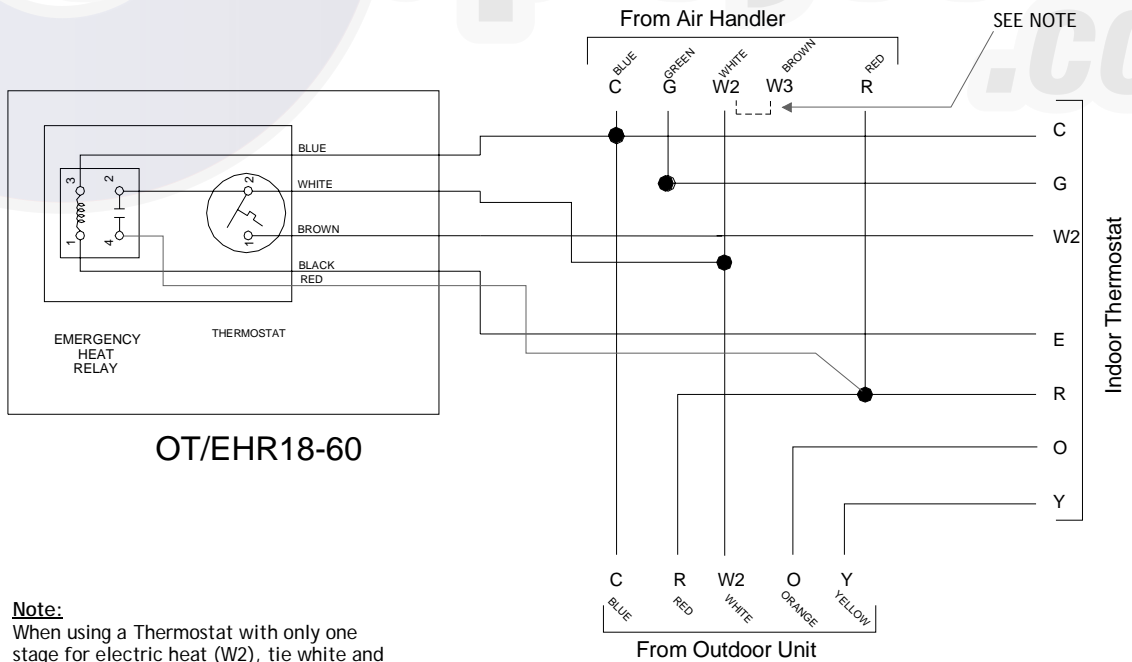 From Air Handler
SEE NOTE
BLUE GREEN WHITE BROWN RED
C G W2 W3 R
C
G
W2
E
R
O
Y
Indoor Thermostat
BLUE
WHITE
BROWN
BLACK
RED
3 2
1 4
2
1
EMERGENCY
HEAT
RELAY
THERMOSTAT
OT/EHR18-60
C R W2 O Y
BLUE RED WHITE ORANGE YELLOW
From Outdoor Unit
Note:
When using a Thermostat with only one
stage for electric heat (W2), tie white and